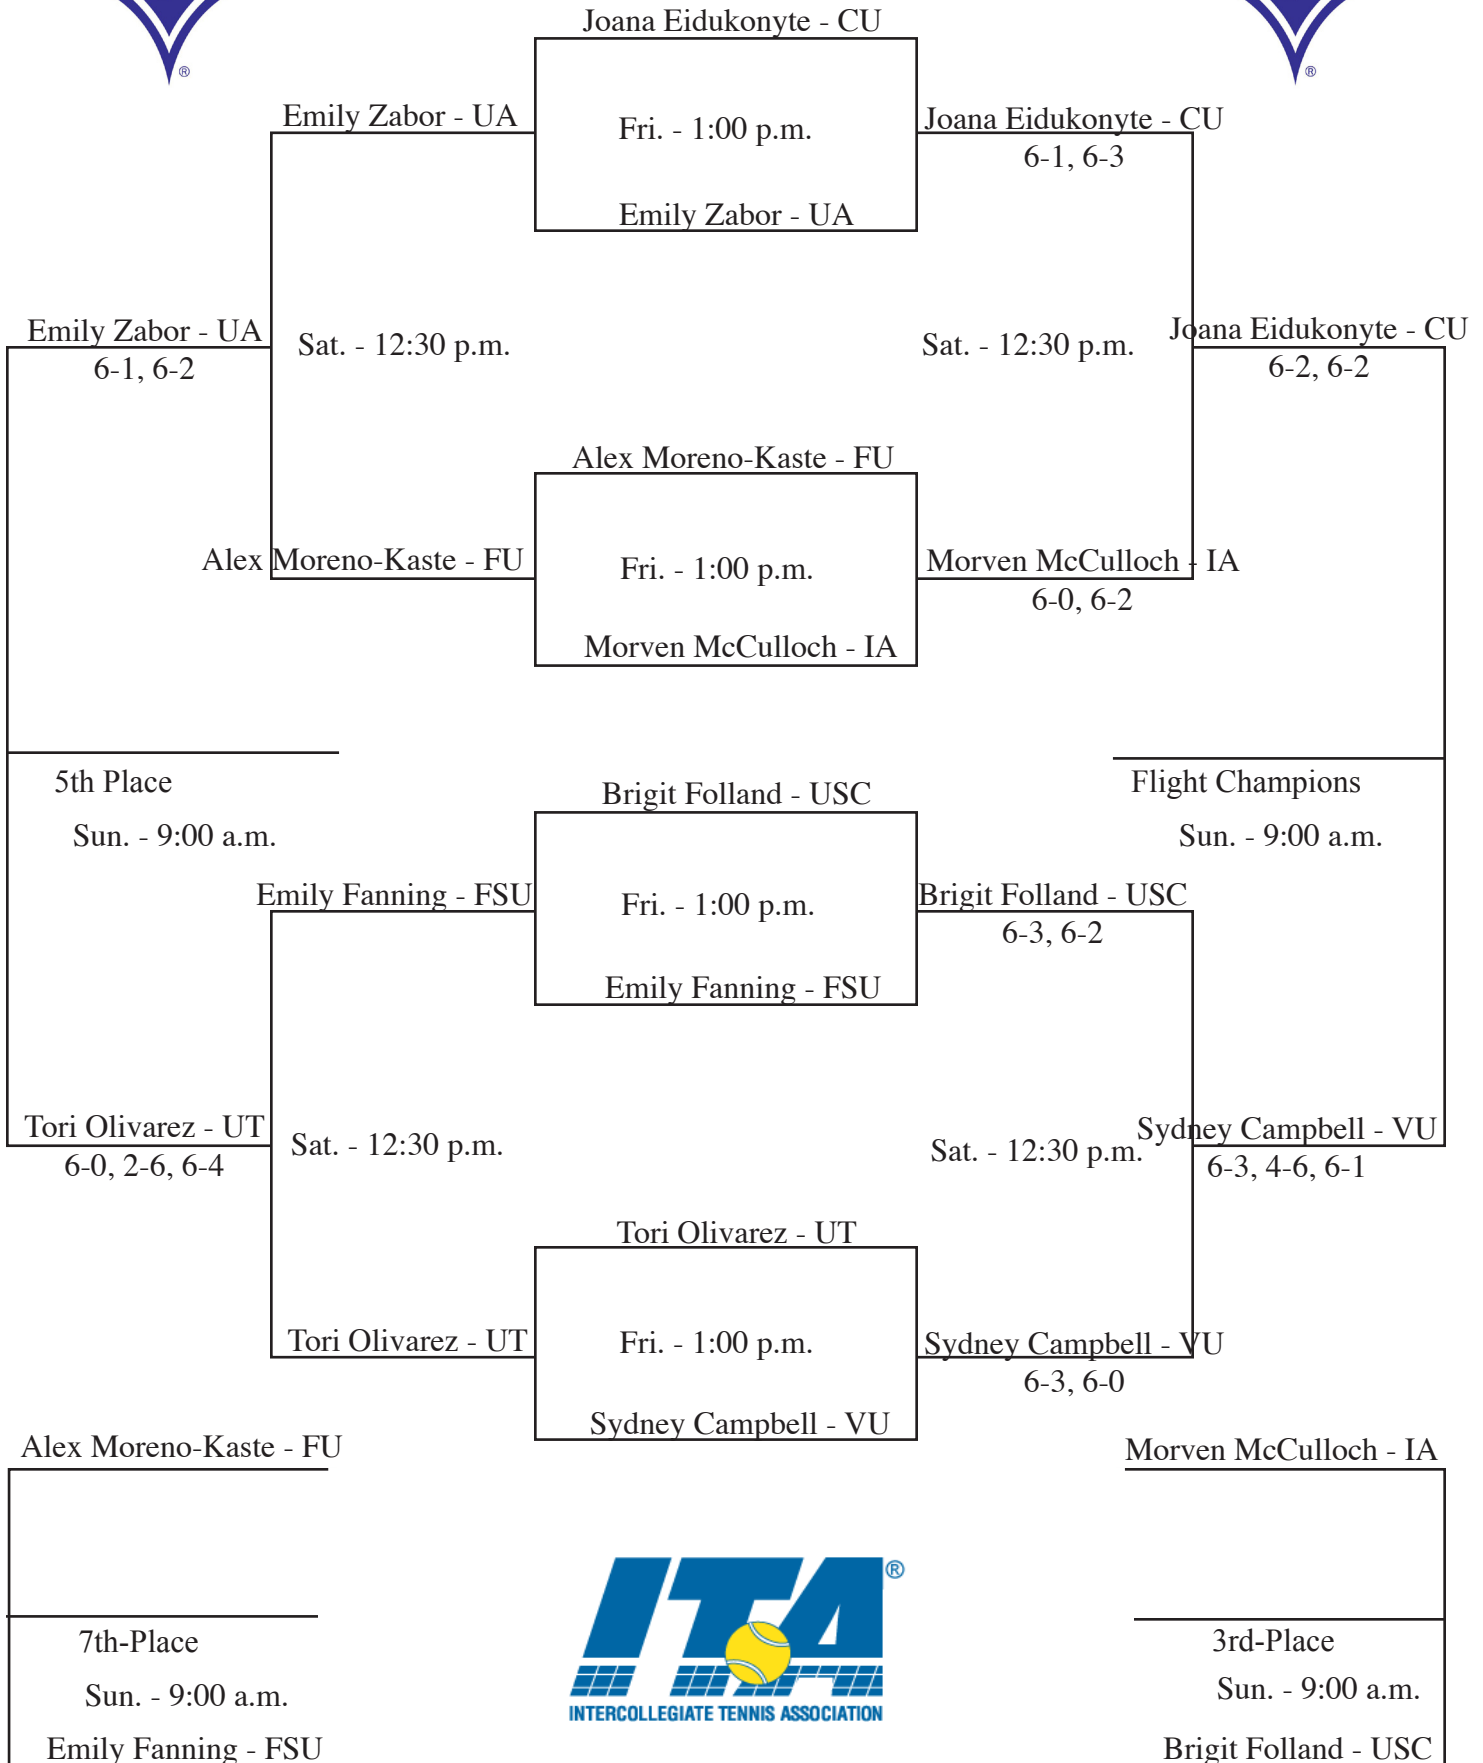 Joana Eidukonyte - CU
®
®
Emily Zabor - UA
Fri. - 1:00 p.m.
Joana Eidukonyte - CU
6-1, 6-3
Emily Zabor - UA
Emily Zabor - UA
6-1, 6-2
Sat. - 12:30 p.m.
Sat. - 12:30 p.m.
Joana Eidukonyte - CU
6-2, 6-2
Alex Moreno-Kaste - FU
Alex Moreno-Kaste - FU
Fri. - 1:00 p.m.
Morven McCulloch - IA
6-0, 6-2
Morven McCulloch - IA
5th Place
Sun. - 9:00 a.m.
Brigit Folland - USC
Flight Champions
Sun. - 9:00 a.m.
Emily Fanning - FSU
Fri. - 1:00 p.m.
Brigit Folland - USC
6-3, 6-2
Emily Fanning - FSU
Tori Olivarez - UT
6-0, 2-6, 6-4
Sat. - 12:30 p.m.
Sat. - 12:30 p.m.
Sydney Campbell - VU
6-3, 4-6, 6-1
Tori Olivarez - UT
Tori Olivarez - UT
Fri. - 1:00 p.m.
Sydney Campbell - VU
6-3, 6-0
Sydney Campbell - VU
Alex Moreno-Kaste - FU
Morven McCulloch - IA
ITA®
INTERCOLLEGIATE TENNIS ASSOCIATION
7th-Place
Sun. - 9:00 a.m.
Emily Fanning - FSU
3rd-Place
Sun. - 9:00 a.m.
Brigit Folland - USC